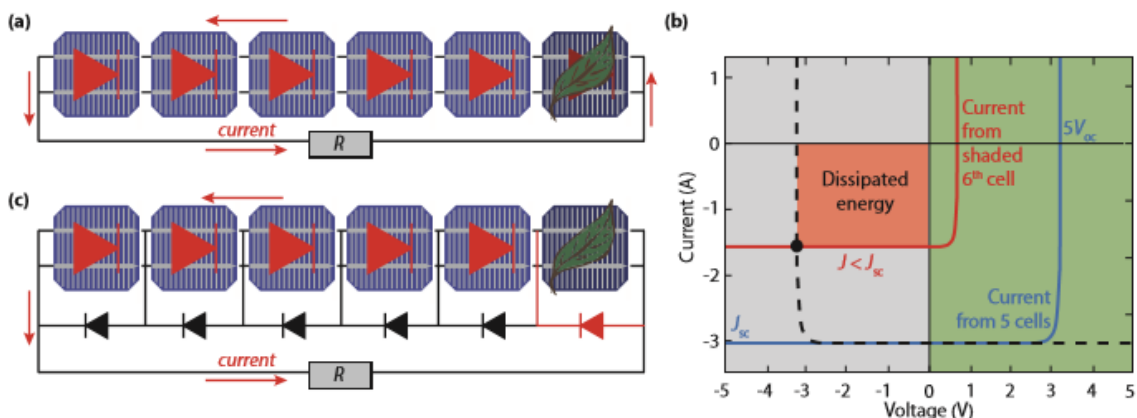 (a)
current
R
(c)
current
R
(b)
Current (A)
1
0
-1
-2
-3
Dissipated
energy
J < Jsc
Jsc
Current
from
shaded
6th cell
5Voc
Current
from 5 cells
-5 -4 -3 -2 -1 0 1 2 3 4 5
Voltage (V)